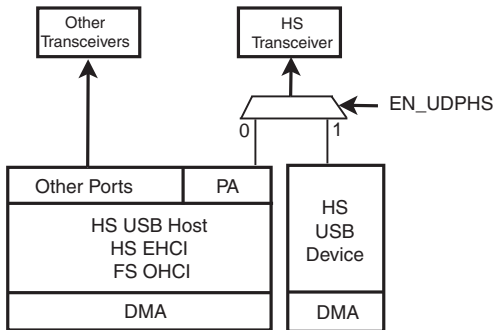 Other
Transceivers
HS
Transceiver
EN_UDPHS
0 1
Other Ports PA
HS USB Host
HS EHCI
FS OHCI
DMA
HS
USB
Device
DMA